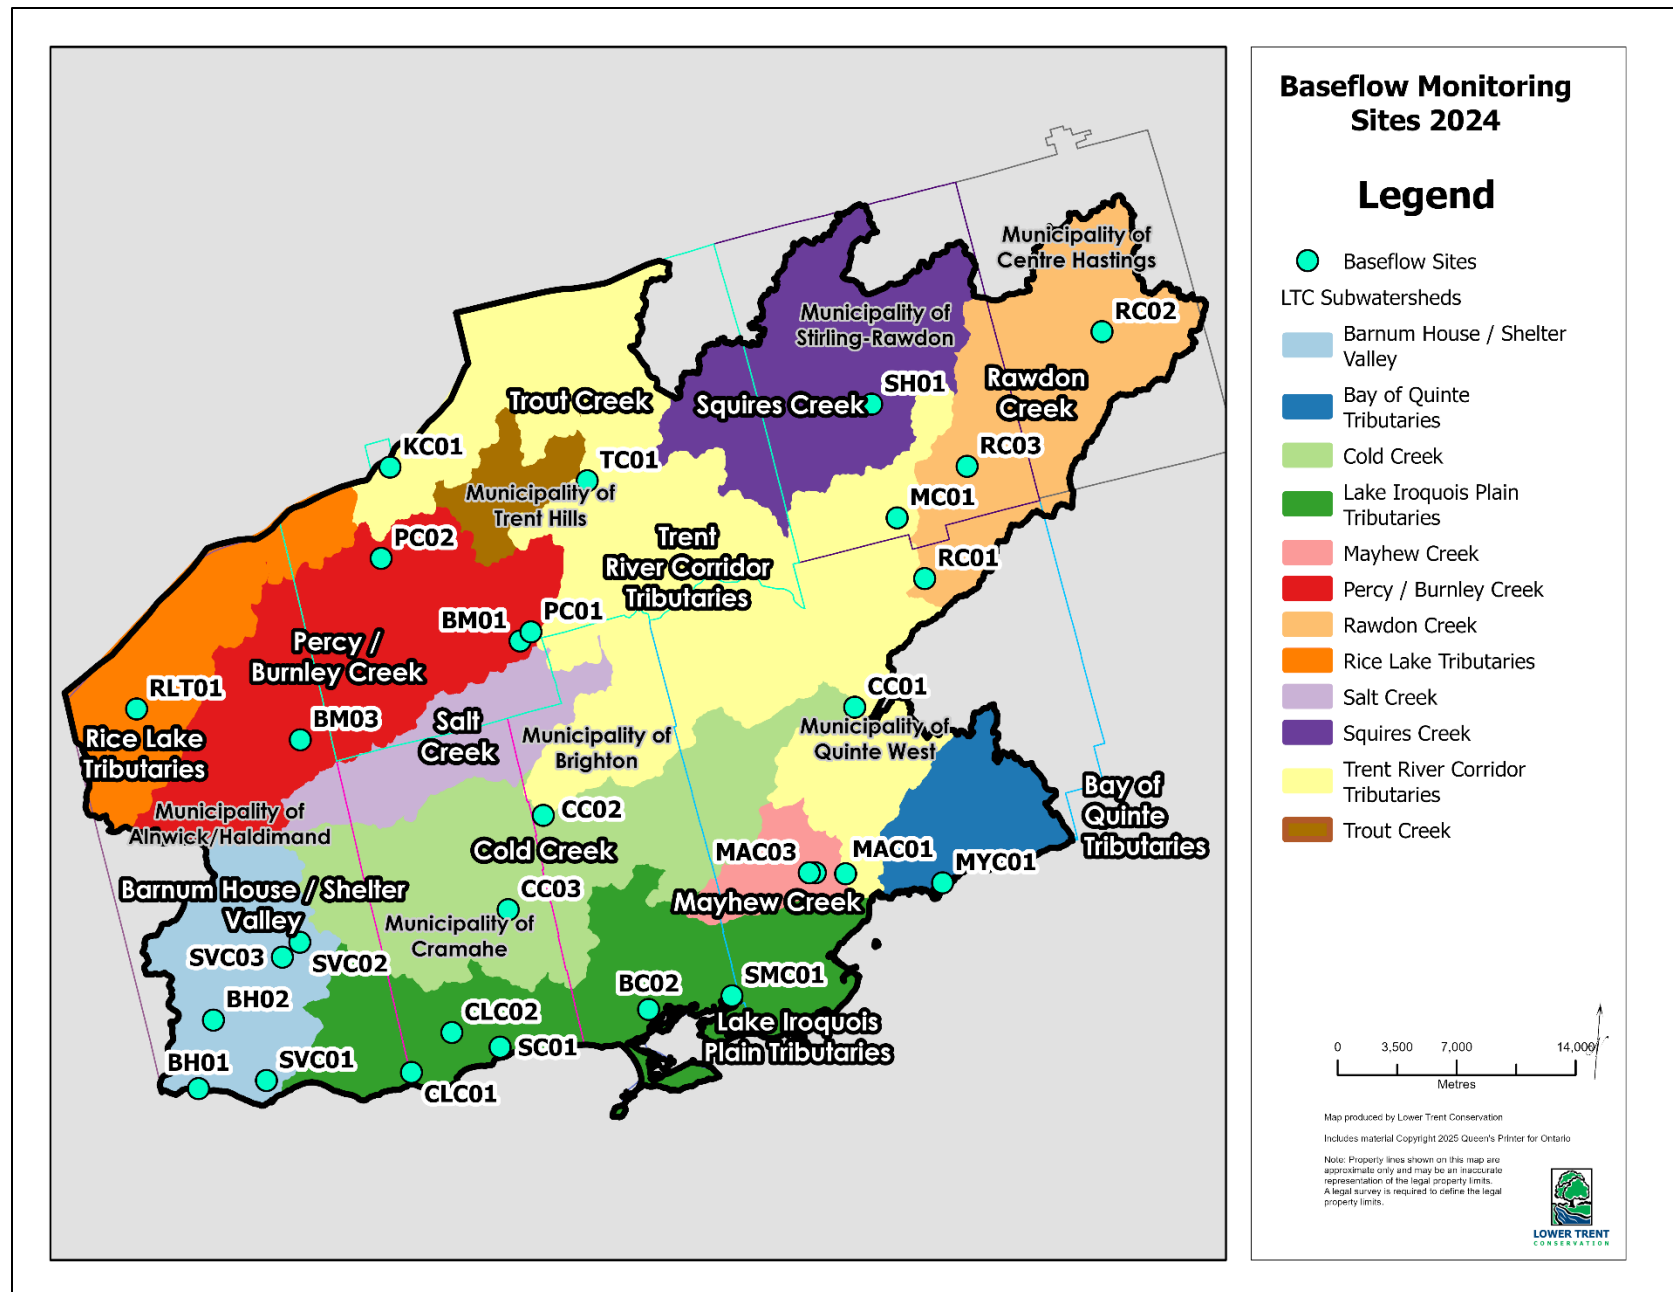 Baseflow Monitoring
Sites 2024
Legend
Baseflow Sites
LTC Subwatersheds
Barnum House / Shelter
Valley
Bay of Quinte
Tributaries
Cold Creek
Lake Iroquois Plain
Tributaries
Mayhew Creek
Percy / Burnley Creek
Rawdon Creek
Rice Lake Tributaries
Salt Creek
Squires Creek
Trent River Corridor
Tributaries
Trout Creek
0 3,500 7,000 14,000
Metres
Map produced by Lower Trent Conservation
Includes material Copyright 2025 Queen's Printer for Ontario
Note: Property lines shown on this map are
approximate only and may be an inaccurate
representation of the legal property limits.
A legal survey is required to define the legal
property limits.
LOWER TRENT
CONSERVATION
Municipality of
Centre Hastings
RC02
Municipality of
Stirling-Rawdon
Rawdon
Creek
SH01
Squires Creek
Trout Creek
KC01
TC01
RC03
Municipality of
Trent Hills
MC01
PC02
Trent
River Corridor
Tributaries
RC01
PC01
BM01
Percy /
Burnley Creek
RLT01
BM03
Rice Lake
Tributaries
Salt
Creek
Municipality of
Brighton
CC01
Municipality of
Quinte West
Bay of
Quinte
Tributaries
Municipality of
Alnwick/Haldimand
CC02
Cold Creek
MAC03
MAC01
MYC01
Barnum House / Shelter
Valley
CC03
Mayhew Creek
Municipality of
Cramahe
SVC03
SVC02
BH02
BC02
SMC01
CLC02
Lake Iroquois
Plain Tributaries
SC01
BH01
SVC01
CLC01